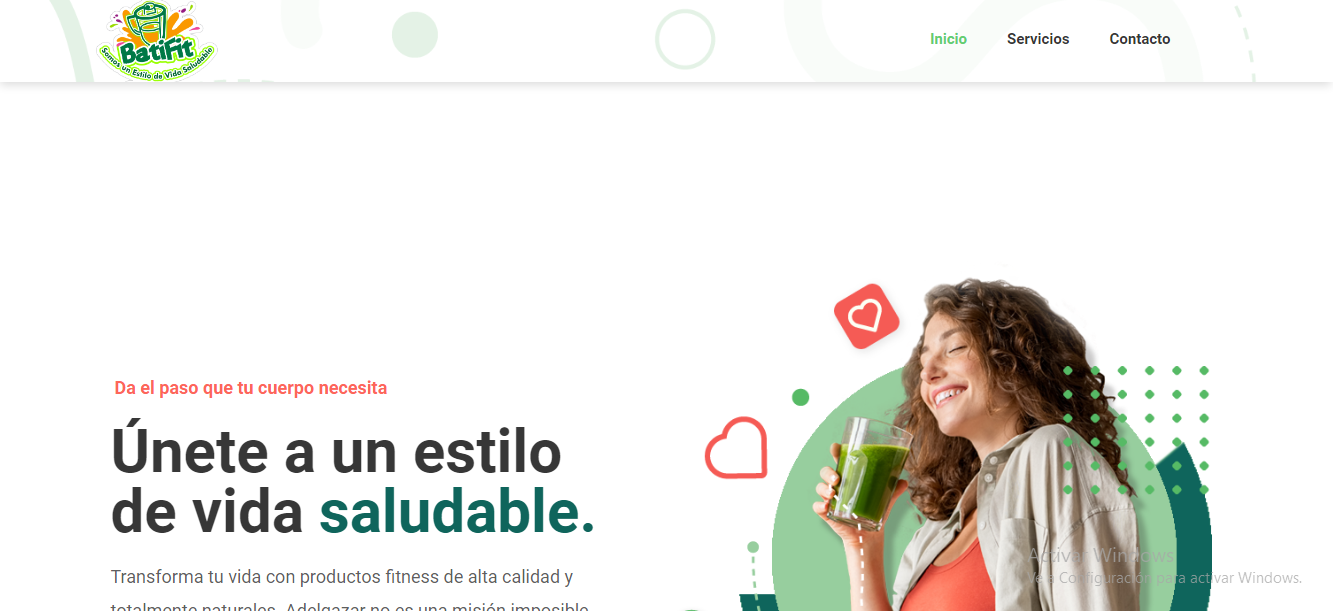 BatiFit
Somos un Estilo de Vida Saludable
Inicio
Servicios
Contacto
Da el paso que tu cuerpo necesita
Únete a un estilo
de vida saludable.
Transforma tu vida con productos fitness de alta calidad y
totalmente naturales. Adelgazar no es una misión imposible
Activar Windows
Ve a Configuración para activar Windows.